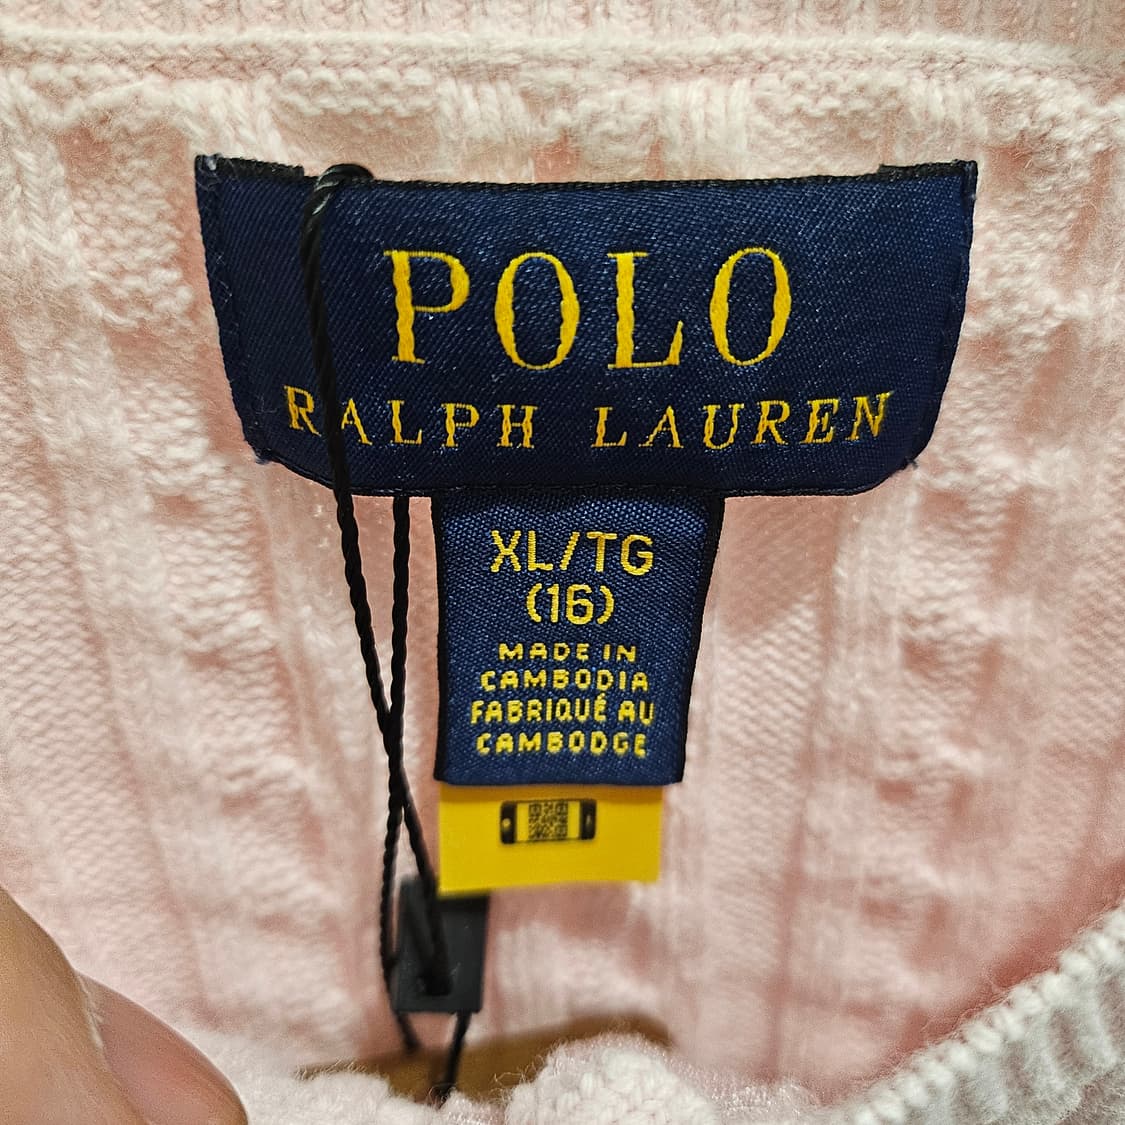 POLO
RALPH LAUREN
XL/TG
(16)
MADE IN
CAMBODIA
FABRIQUÉ AU
CAMBODGE